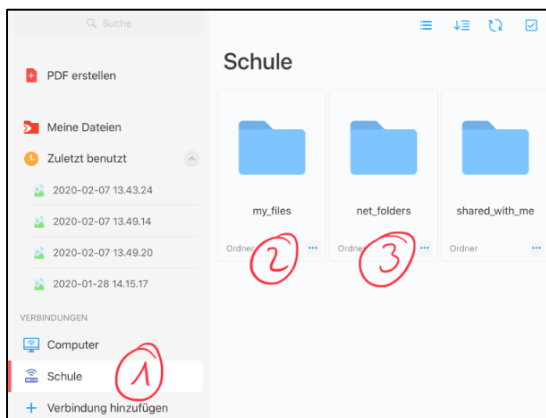 Suche
PDF erstellen
Meine Dateien
Zuletzt benutzt
2020-02-07 13.43.24
2020-02-07 13.49.14
2020-02-07 13.49.20
2020-01-28 14.15.17
VERBINDUNGEN
Computer
Schule
1
Verbindung hinzufügen
Schule
my_files
net_folders
shared_with_me
Ordner
2
Ordner
3
Ordner